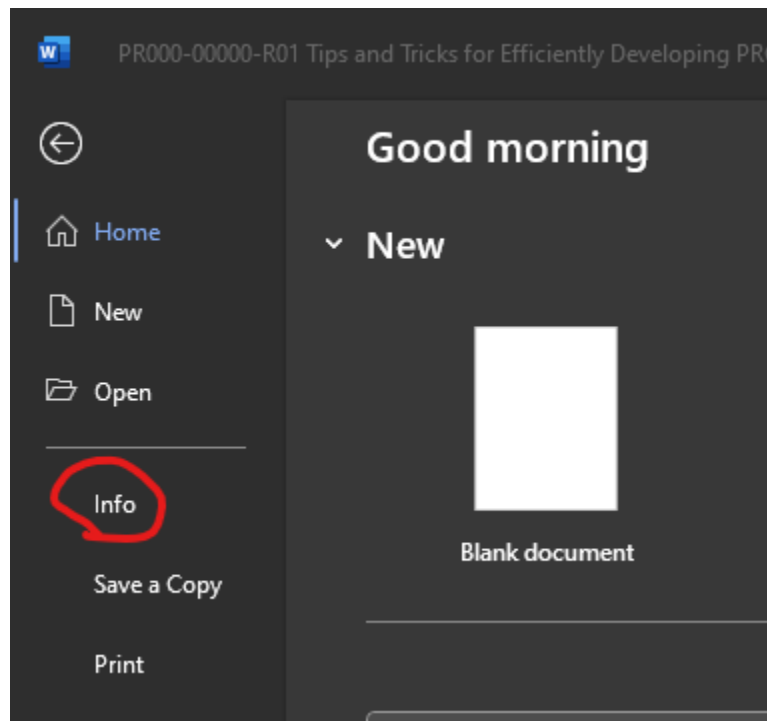 W PR000-00000-R01 Tips and Tricks for Efficiently Developing
Good morning
Home
New
New
Open
Info
Blank document
Save a Copy
Print